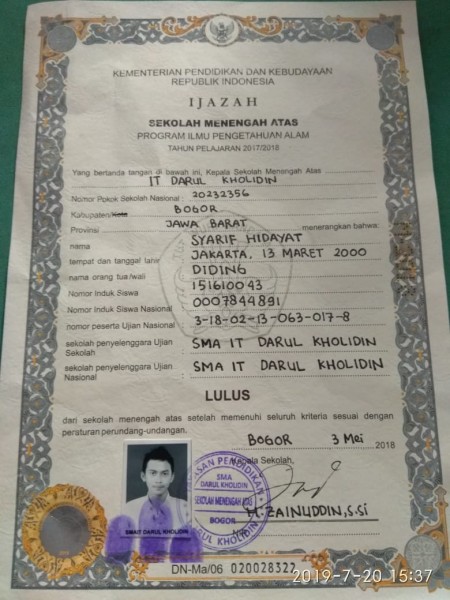 KEMENTERIAN PENDIDIKAN DAN KEBUDAYAAN
REPUBLIK INDONESIA
IJAZAH
SEKOLAH MENENGAH ATAS
PROGRAM ILMU PENGETAHUAN ALAM
TAHUN PELAJARAN 2017/2018
Yang bertanda tangan di bawah ini, Kepala Sekolah Menengah Atas
IT DARUL KHOLIDIN
Nomor Pokok Sekolah Nasional : 20232356
Kabupaten/Kota : BOGOR
Provinsi : JAWA BARAT menerangkan bahwa:
nama : SYARIF HIDAYAT
tempat dan tanggal lahir : JAKARTA, 13 MARET 2000
nama orang tua/wali : DIDING
Nomor Induk Siswa : 151610043
Nomor Induk Siswa Nasional : 0007844891
nomor peserta Ujian Nasional : 3-18-02-13-063-017-8
sekolah penyelenggara Ujian Sekolah : SMA IT DARUL KHOLIDIN
sekolah penyelenggara Ujian Nasional : SMA IT DARUL KHOLIDIN
LULUS
dari sekolah menengah atas setelah memenuhi seluruh kriteria sesuai dengan
peraturan perundang-undangan.
BOGOR 3 Mei 2018
Kepala Sekolah,
YAYASAN PENDIDIKAN
SMA
DARUL KHOLIDIN
SEKOLAH MENENGAH ATAS
BOGOR
DARUL KHOLIDIN
M. ZAINUDDIN, S.Si
SMAIT DARUL KHOLIDIN
DN-Ma/06 020028322
2019-7-20 15:37